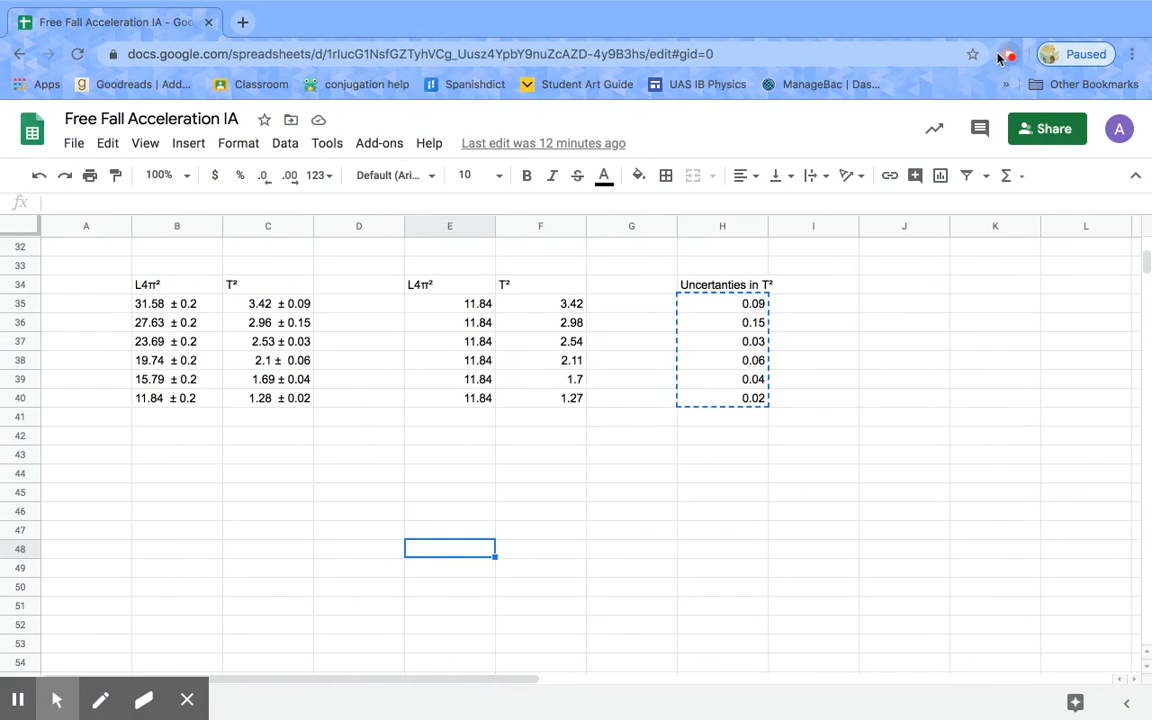 Free Fall Acceleration IA - Goo
docs.google.com/spreadsheets/d/1rIucG1NsfGZTyhVCg_Uusz4YpbY9nuZcAZD-4y9B3hs/edit#gid=0
Paused
Apps
Goodreads | Add...
Classroom
conjugation help
Spanishdict
Student Art Guide
UAS IB Physics
ManageBac | Das...
»
Other Bookmarks
Free Fall Acceleration IA
Share
A
File Edit View Insert Format Data Tools Add-ons Help Last edit was 12 minutes ago
100% $ % .0 .00 123 Default (Ari... 10 B I S A
fx
A B C D E F G H I J K L
32
33
34 L4π² T² L4π² T² Uncertanties in T²
35 31.58 ± 0.2 3.42 ± 0.09 11.84 3.42 0.09
36 27.63 ± 0.2 2.96 ± 0.15 11.84 2.98 0.15
37 23.69 ± 0.2 2.53 ± 0.03 11.84 2.54 0.03
38 19.74 ± 0.2 2.1 ± 0.06 11.84 2.11 0.06
39 15.79 ± 0.2 1.69 ± 0.04 11.84 1.7 0.04
40 11.84 ± 0.2 1.28 ± 0.02 11.84 1.27 0.02
41
42
43
44
45
46
47
48
49
50
51
52
53
54